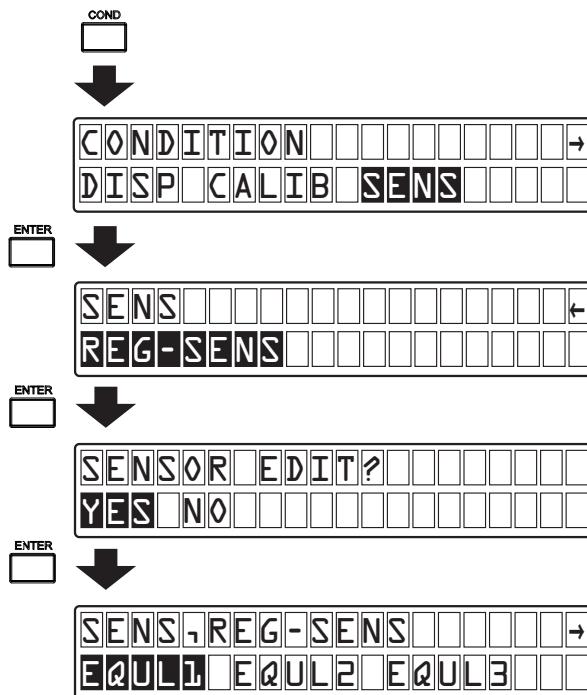 COND
CONDITION →
DISP CALIB SENS
ENTER
SENS ←
REG-SENS
ENTER
SENSOR EDIT?
YES NO
ENTER
SENS,REG-SENS →
EQUL1 EQUL2 EQUL3